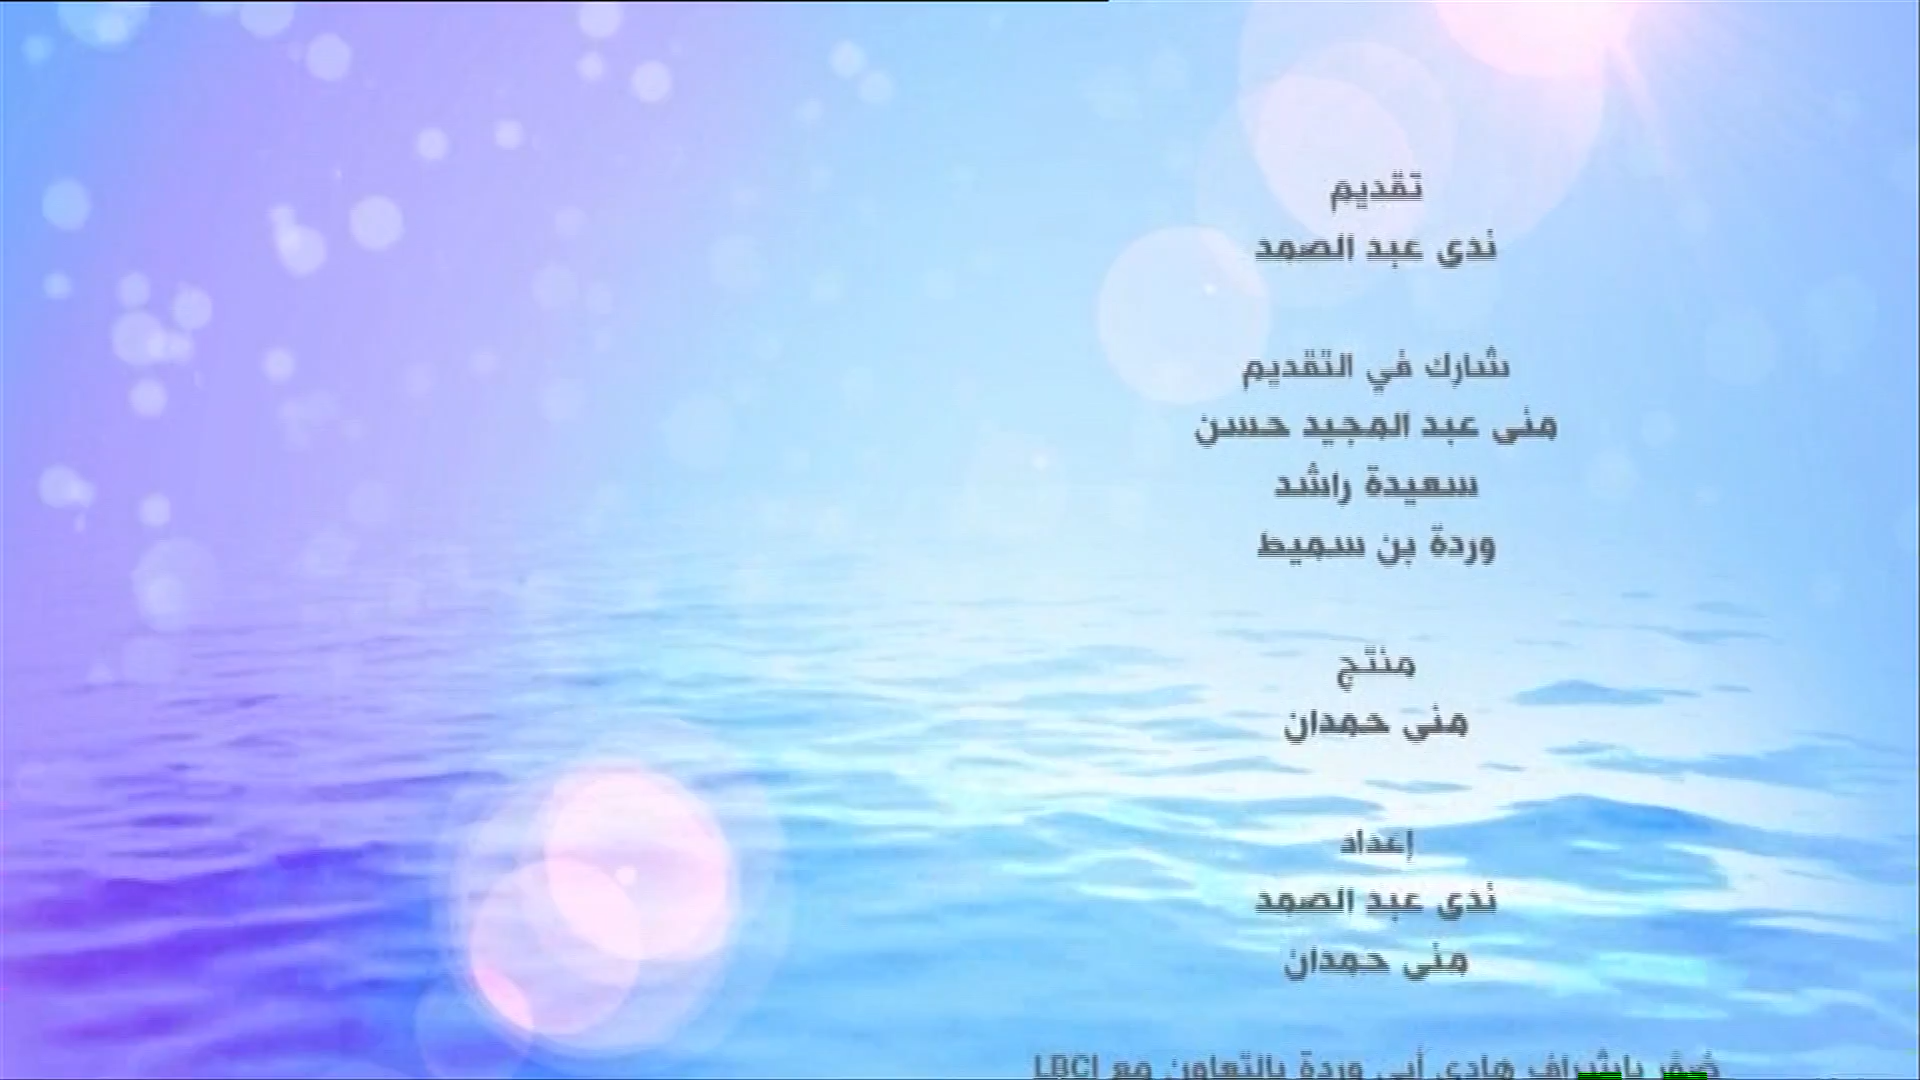 تقديم
ندى عبد الصمد
شارك في التقديم
منى عبد المجيد حسن
سعيدة راشد
وردة بن سميط
منتج
منى حمدان
إعداد
ندى عبد الصمد
منى حمدان
صور بإشراف هادي أبي وردة بالتعاون مع LBCI